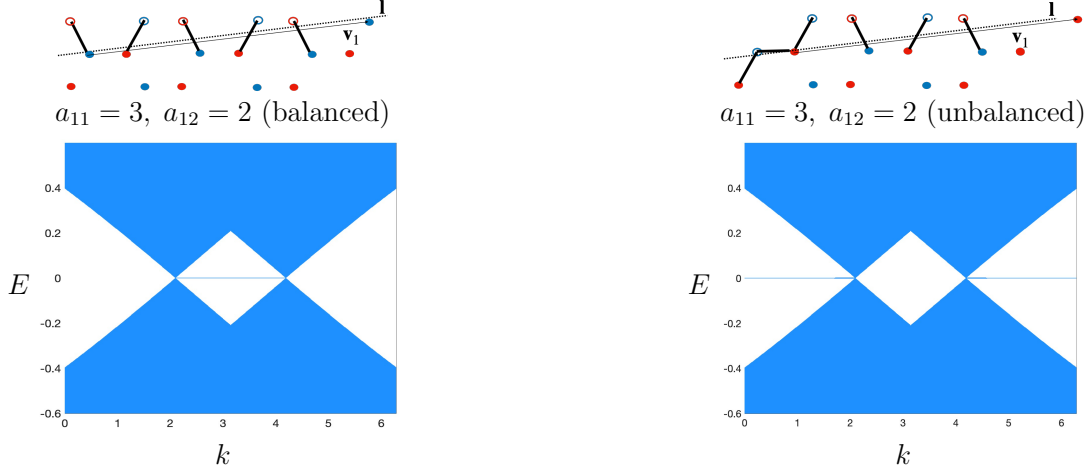 l
v₁
a₁₁ = 3, a₁₂ = 2 (balanced)
0.4
0.2
0
-0.2
-0.4
-0.6
E
0 1 2 3 4 5 6
k
l
v₁
a₁₁ = 3, a₁₂ = 2 (unbalanced)
0.4
0.2
0
-0.2
-0.4
-0.6
E
0 1 2 3 4 5 6
k